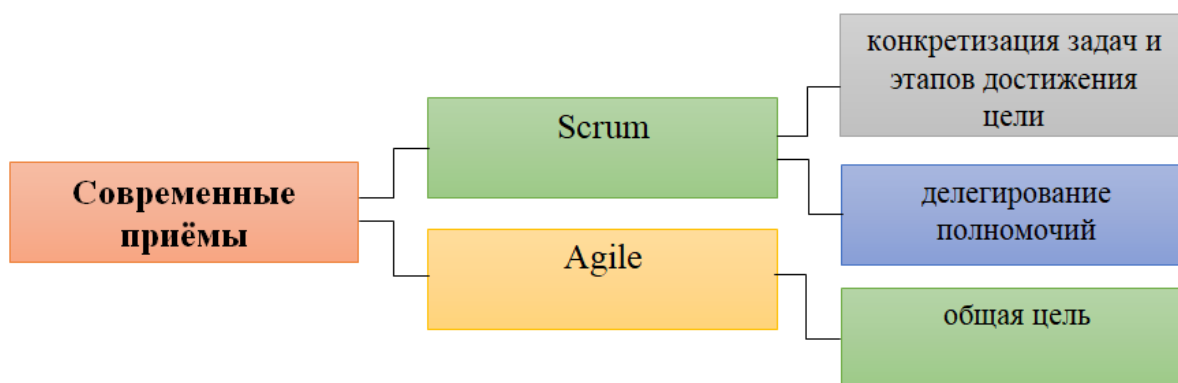 Современные
приёмы
Scrum
Agile
конкретизация задач и
этапов достижения
цели
делегирование
полномочий
общая цель